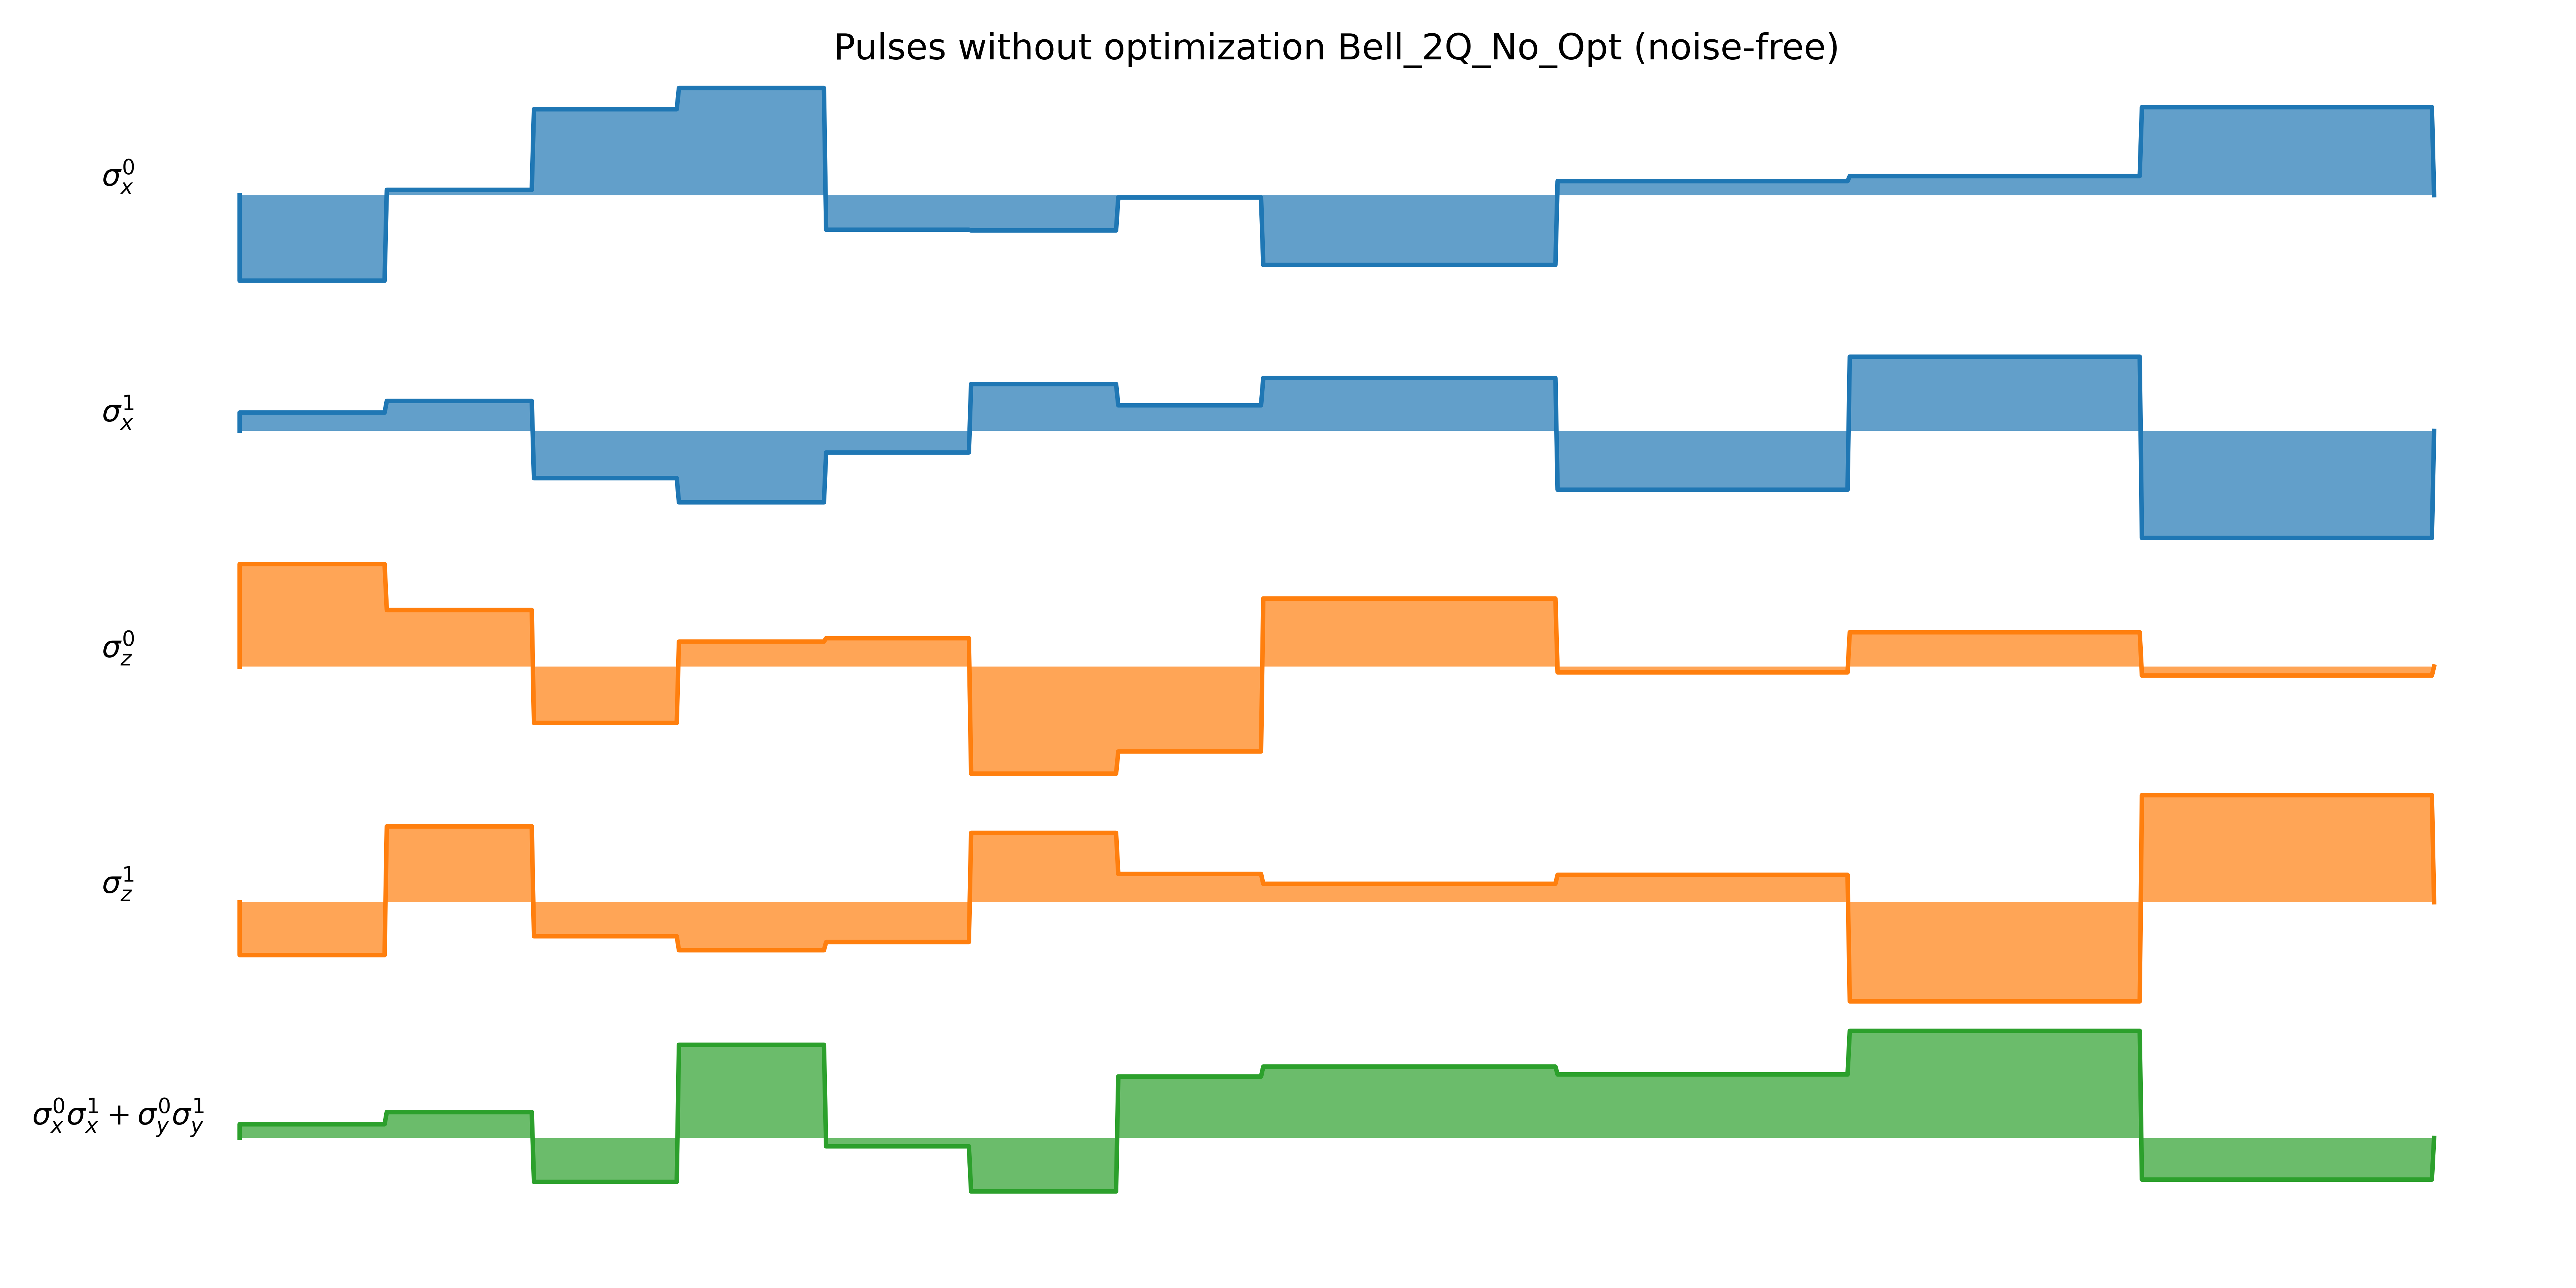 Pulses without optimization Bell_2Q_No_Opt (noise-free)
σ_x^0
σ_x^1
σ_z^0
σ_z^1
σ_x^0σ_x^1 + σ_y^0σ_y^1